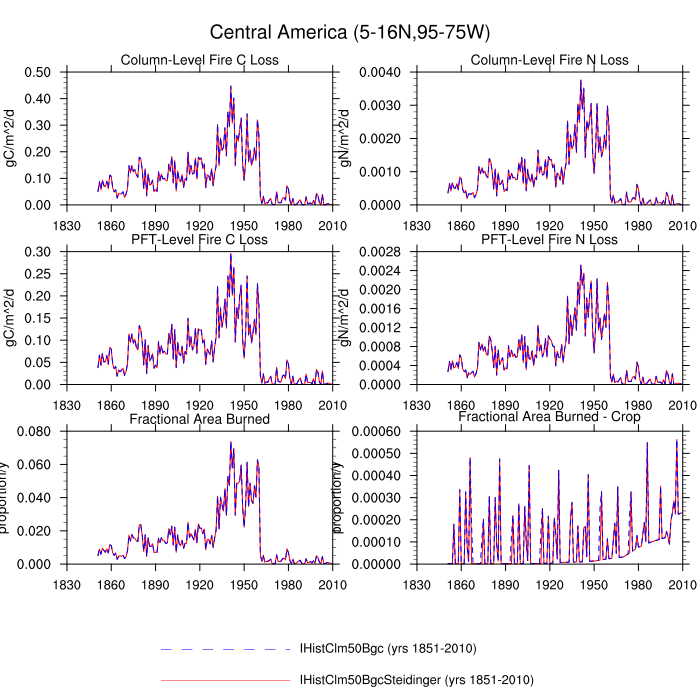 Central America (5-16N,95-75W)
Column-Level Fire C Loss
Column-Level Fire N Loss
0.50
0.40
0.30
0.20
0.10
0.00
gC/m^2/d
1830 1860 1890 1920 1950 1980 2010
0.0040
0.0030
0.0020
0.0010
0.0000
gN/m^2/d
1830 1860 1890 1920 1950 1980 2010
PFT-Level Fire C Loss
PFT-Level Fire N Loss
0.30
0.25
0.20
0.15
0.10
0.05
0.00
gC/m^2/d
1830 1860 1890 1920 1950 1980 2010
0.0028
0.0024
0.0020
0.0016
0.0012
0.0008
0.0004
0.0000
gN/m^2/d
1830 1860 1890 1920 1950 1980 2010
Fractional Area Burned
Fractional Area Burned - Crop
0.080
0.060
0.040
0.020
0.000
proportion/y
1830 1860 1890 1920 1950 1980 2010
0.00060
0.00050
0.00040
0.00030
0.00020
0.00010
0.00000
proportion/y
1830 1860 1890 1920 1950 1980 2010
IHistClm50Bgc (yrs 1851-2010)
IHistClm50BgcSteidinger (yrs 1851-2010)